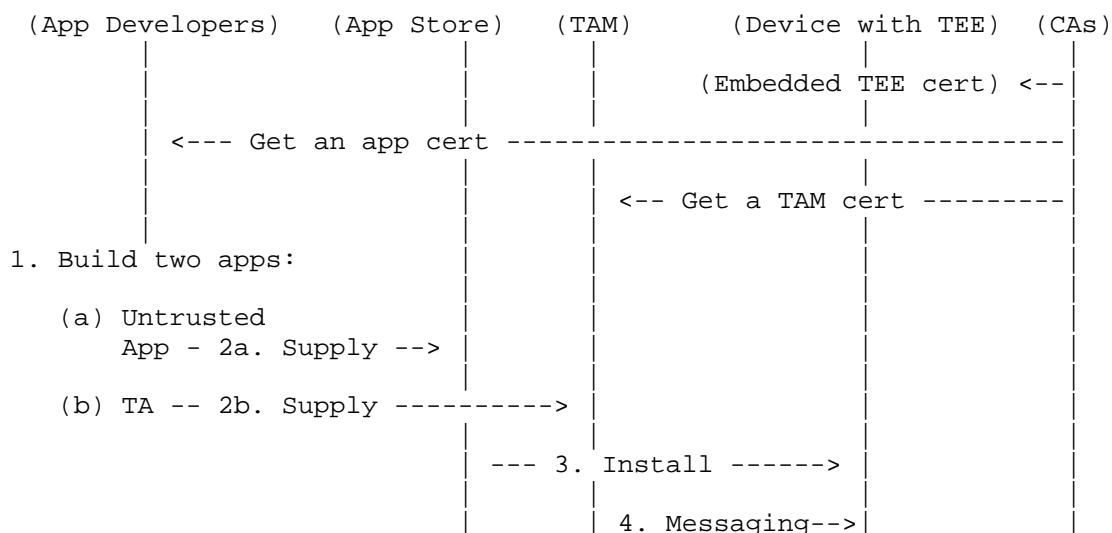 (App Developers) (App Store) (TAM) (Device with TEE) (CAs)
(Embedded TEE cert) <--
<--- Get an app cert -----------------------------------
<-- Get a TAM cert ---------
1. Build two apps:
(a) Untrusted
App - 2a. Supply -->
(b) TA -- 2b. Supply ---------->
--- 3. Install ------>
4. Messaging-->